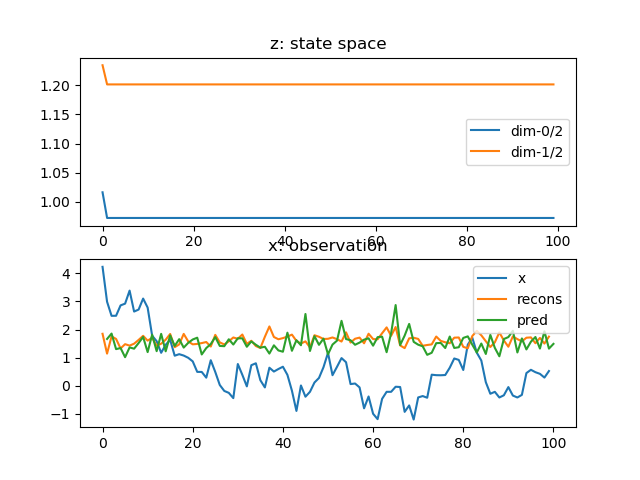 z: state space
1.20
1.15
1.10
1.05
1.00
dim-0/2
dim-1/2
0 20 40 60 80 100
x: observation
4
3
2
1
0
−1
x
recons
pred
0 20 40 60 80 100